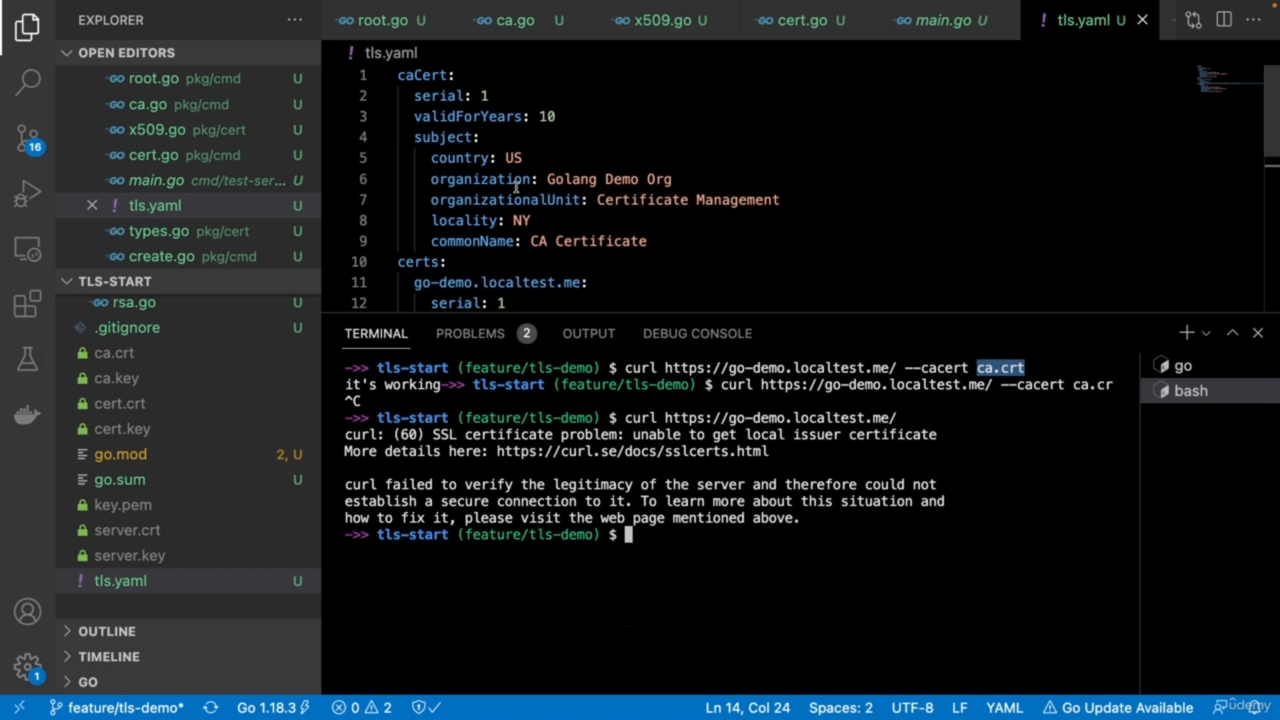 EXPLORER
OPEN EDITORS
root.go pkg/cmd U
ca.go pkg/cmd U
x509.go pkg/cert U
cert.go pkg/cmd U
main.go cmd/test-ser... U
! tls.yaml U
types.go pkg/cert U
create.go pkg/cmd U
TLS-START
rsa.go U
.gitignore U
ca.crt
ca.key
cert.crt
cert.key
go.mod 2, U
go.sum U
key.pem
server.crt
server.key
! tls.yaml U
OUTLINE
TIMELINE
GO
16
1
root.go U ca.go U x509.go U cert.go U main.go U ! tls.yaml U
! tls.yaml
1 caCert:
2 serial: 1
3 validForYears: 10
4 subject:
5 country: US
6 organization: Golang Demo Org
7 organizationalUnit: Certificate Management
8 locality: NY
9 commonName: CA Certificate
10 certs:
11 go-demo.localtest.me:
12 serial: 1
TERMINAL PROBLEMS 2 OUTPUT DEBUG CONSOLE
->> tls-start (feature/tls-demo) $ curl https://go-demo.localtest.me/ --cacert ca.crt
it's working->> tls-start (feature/tls-demo) $ curl https://go-demo.localtest.me/ --cacert ca.cr
^C
->> tls-start (feature/tls-demo) $ curl https://go-demo.localtest.me/
curl: (60) SSL certificate problem: unable to get local issuer certificate
More details here: https://curl.se/docs/sslcerts.html
curl failed to verify the legitimacy of the server and therefore could not
establish a secure connection to it. To learn more about this situation and
how to fix it, please visit the web page mentioned above.
->> tls-start (feature/tls-demo) $
go
bash
feature/tls-demo* Go 1.18.3 0 2 Ln 14, Col 24 Spaces: 2 UTF-8 LF YAML Go Update Available
Udemy